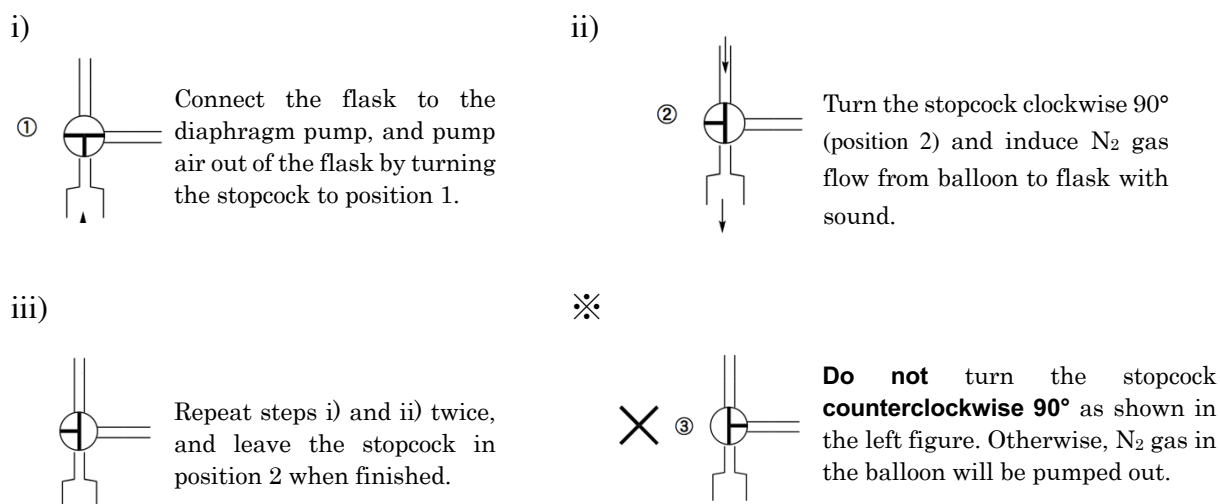 i)
①
Connect the flask to the
diaphragm pump, and pump
air out of the flask by turning
the stopcock to position 1.
ii)
②
Turn the stopcock clockwise 90°
(position 2) and induce N₂ gas
flow from balloon to flask with
sound.
iii)
Repeat steps i) and ii) twice,
and leave the stopcock in
position 2 when finished.
※
③
Do not turn the stopcock
counterclockwise 90° as shown in
the left figure. Otherwise, N₂ gas in
the balloon will be pumped out.